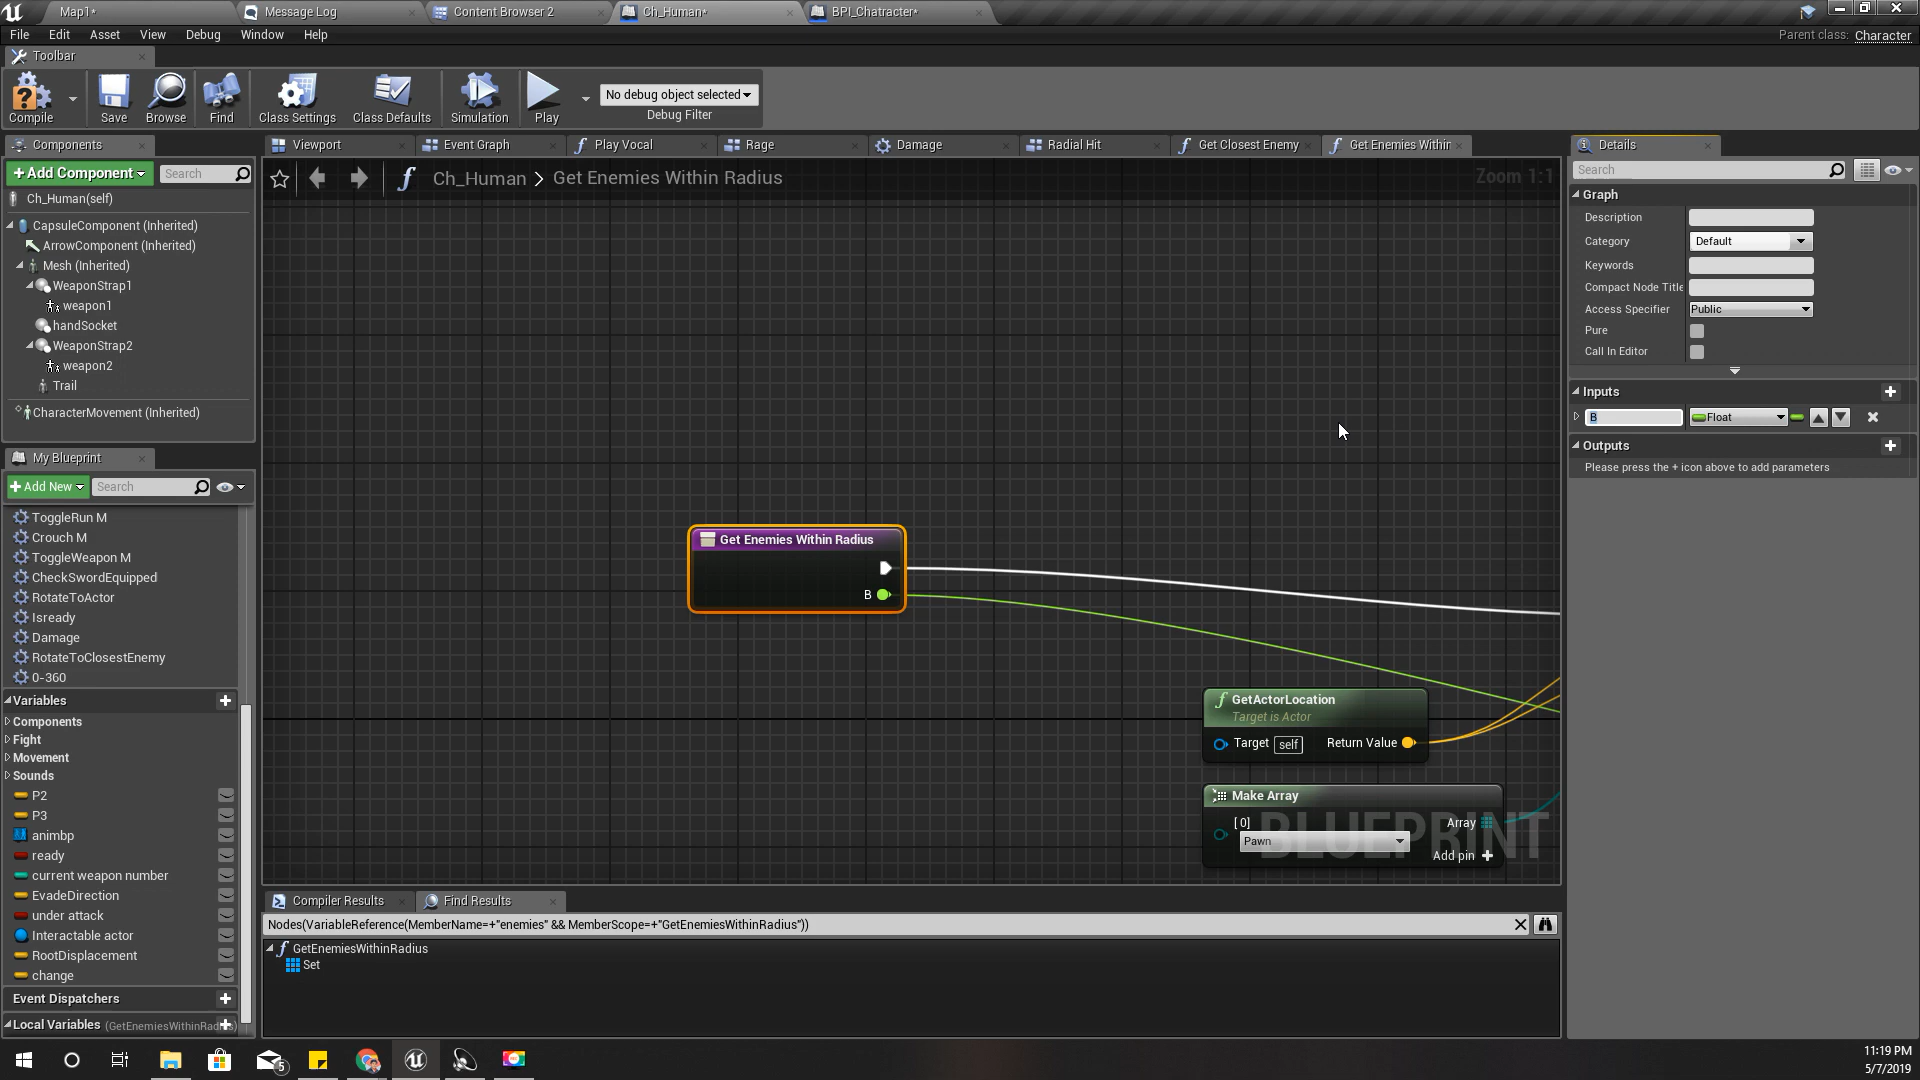 Map1*
Message Log
Content Browser 2
Ch_Human*
BPI_Chatracter*
File
Edit
Asset
View
Debug
Window
Help
Parent class: Character
Toolbar
Compile
Save
Browse
Find
Class Settings
Class Defaults
Simulation
Play
No debug object selected
Debug Filter
Components
+Add Component
Search
Ch_Human(self)
CapsuleComponent (Inherited)
ArrowComponent (Inherited)
Mesh (Inherited)
WeaponStrap1
weapon1
handSocket
WeaponStrap2
weapon2
Trail
CharacterMovement (Inherited)
My Blueprint
+Add New
Search
ToggleRun M
Crouch M
ToggleWeapon M
CheckSwordEquipped
RotateToActor
Isready
Damage
RotateToClosestEnemy
0-360
Variables
Components
Fight
Movement
Sounds
P2
P3
animbp
ready
current weapon number
EvadeDirection
under attack
Interactable actor
RootDisplacement
change
Event Dispatchers
Local Variables (GetEnemiesWithinRadius)
Viewport
Event Graph
Play Vocal
Rage
Damage
Radial Hit
Get Closest Enemy
Get Enemies Within
Ch_Human > Get Enemies Within Radius
Zoom 1:1
Get Enemies Within Radius
B
GetActorLocation
Target is Actor
Target self Return Value
Make Array
[0]
Array
Pawn
Add pin +
BLUEPRINT
Compiler Results
Find Results
Nodes(VariableReference(MemberName=+"enemies" && MemberScope=+"GetEnemiesWithinRadius"))
GetEnemiesWithinRadius
Set
Details
Search
Graph
Description
Category
Default
Keywords
Compact Node Title
Access Specifier
Public
Pure
Call In Editor
Inputs
B
Float
Outputs
Please press the + icon above to add parameters
5
11:19 PM
5/7/2019